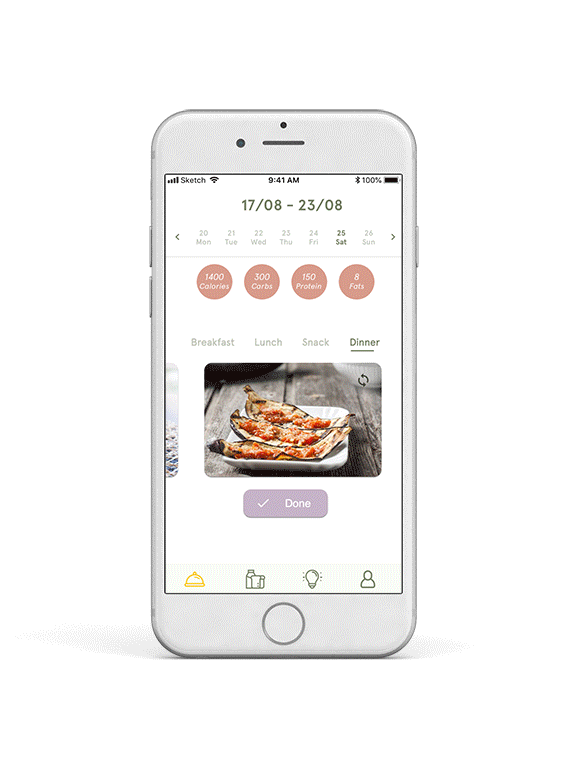 Sketch 9:41 AM 100%
17/08 - 23/08
20 21 22 23 24 25 26
Mon Tue Wed Thu Fri Sat Sun
1400 300 150 8
Calories Carbs Protein Fats
Breakfast Lunch Snack Dinner
Done